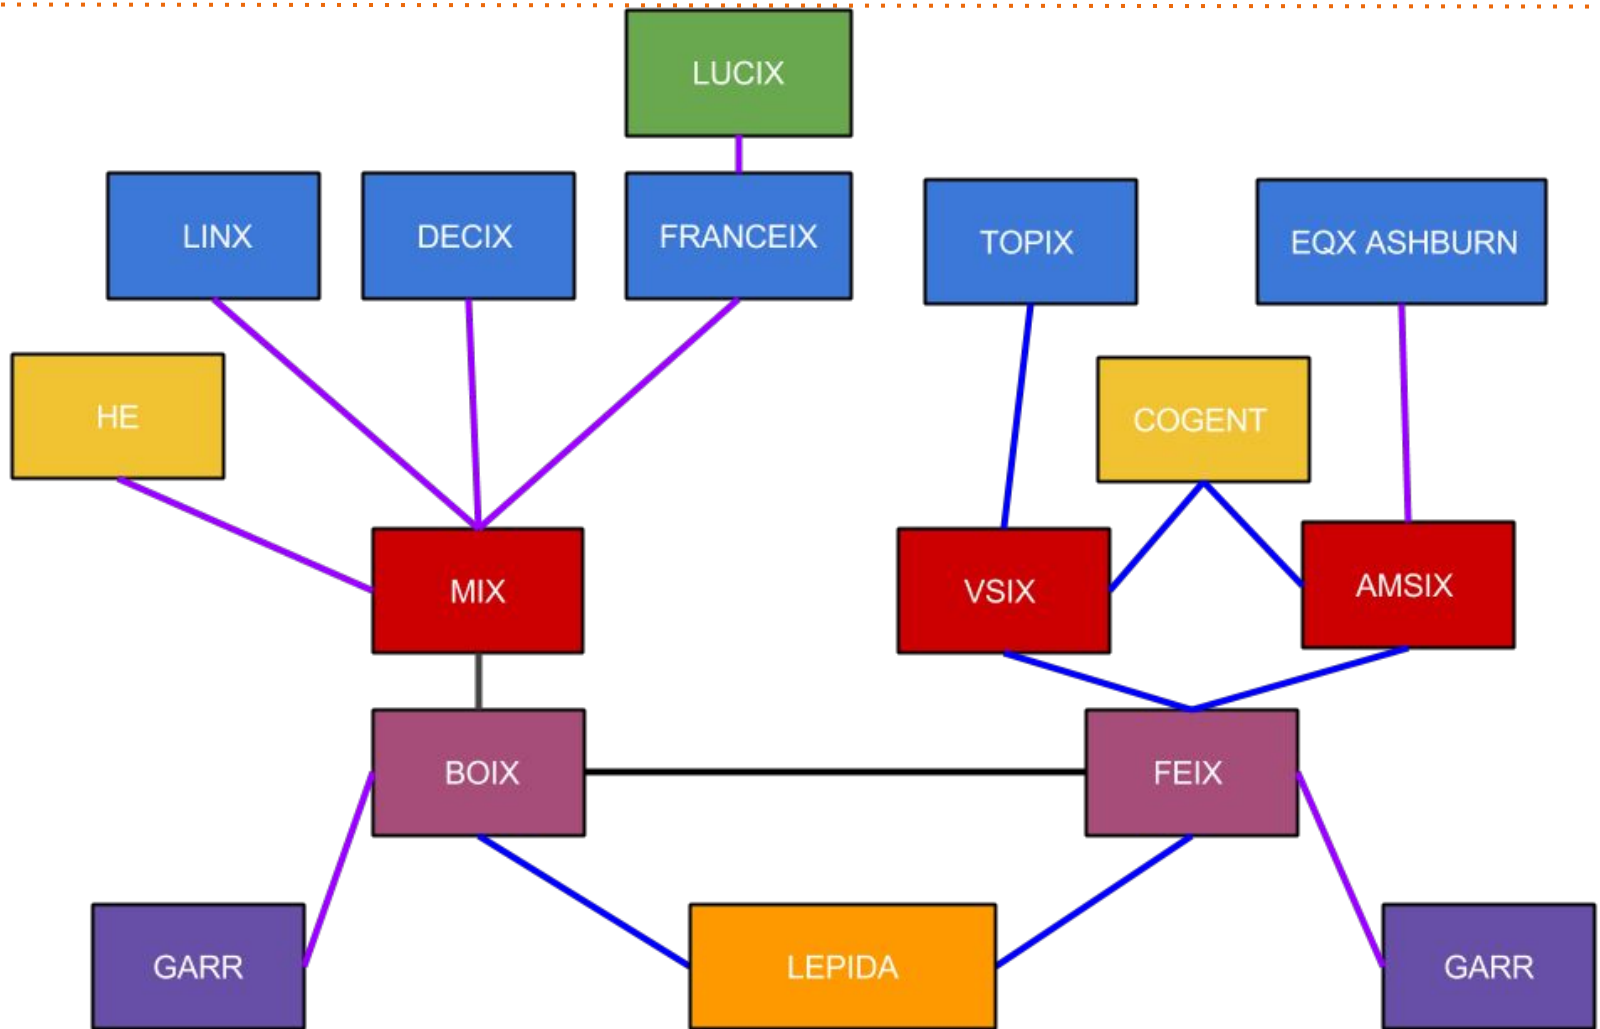 LUCIX
LINX
DECIX
FRANCEIX
TOPIX
EQX ASHBURN
HE
COGENT
MIX
VSIX
AMSIX
BOIX
FEIX
GARR
LEPIDA
GARR